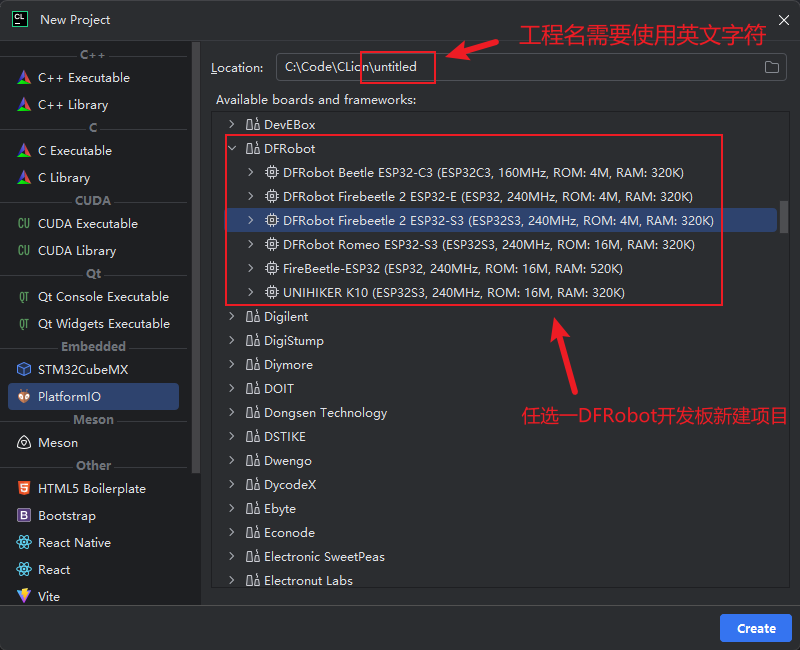 New Project
工程名需要使用英文字符
C++
C++ Executable
C++ Library
C
C Executable
C Library
CUDA
CUDA Executable
CUDA Library
Qt
Qt Console Executable
Qt Widgets Executable
Embedded
STM32CubeMX
PlatformIO
Meson
Meson
Other
HTML5 Boilerplate
Bootstrap
React Native
React
Vite
Location: C:\Code\CLion\untitled
Available boards and frameworks:
DevEBox
DFRobot
DFRobot Beetle ESP32-C3 (ESP32C3, 160MHz, ROM: 4M, RAM: 320K)
DFRobot Firebeetle 2 ESP32-E (ESP32, 240MHz, ROM: 4M, RAM: 320K)
DFRobot Firebeetle 2 ESP32-S3 (ESP32S3, 240MHz, ROM: 4M, RAM: 320K)
DFRobot Romeo ESP32-S3 (ESP32S3, 240MHz, ROM: 16M, RAM: 320K)
FireBeetle-ESP32 (ESP32, 240MHz, ROM: 16M, RAM: 520K)
UNIHIKER K10 (ESP32S3, 240MHz, ROM: 16M, RAM: 320K)
Digilent
DigiStump
Diymore
DOIT
任选一DFRobot开发板新建项目
Dongsen Technology
DSTIKE
Dwengo
DycodeX
Ebyte
Econode
Electronic SweetPeas
Electronut Labs
Create